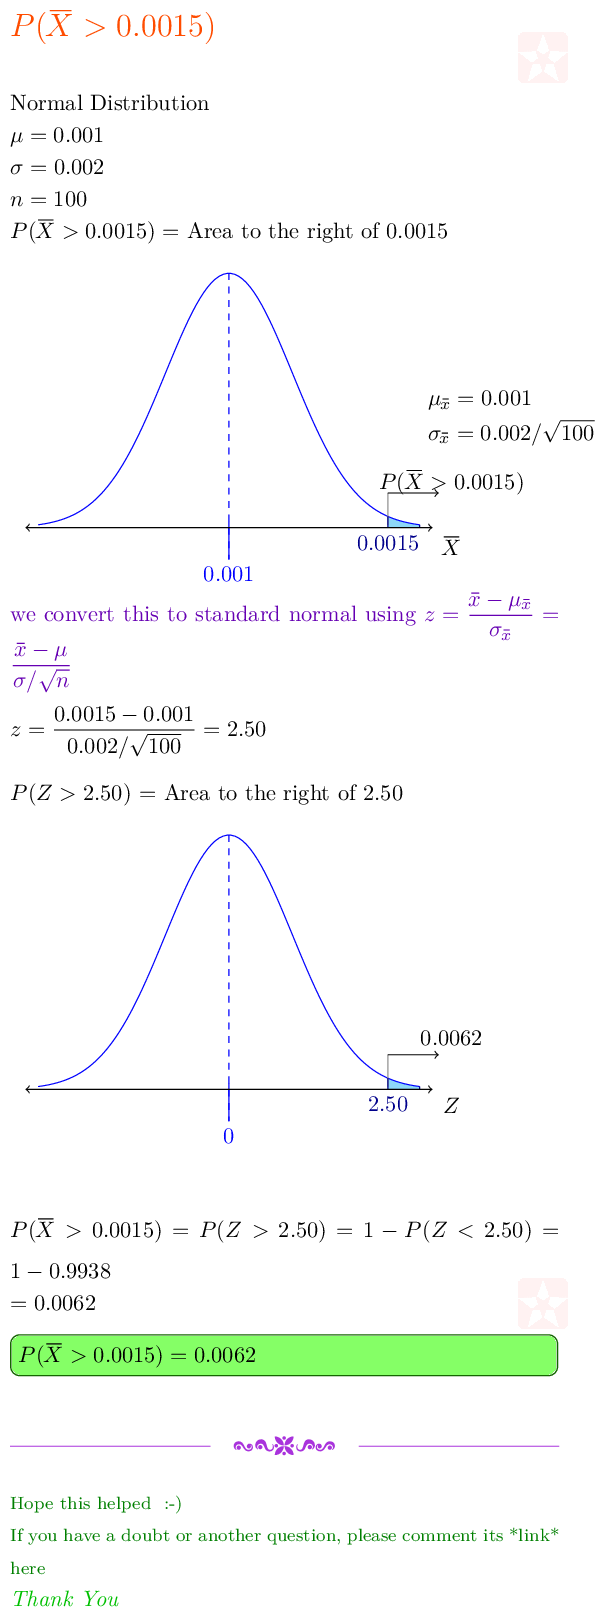 P(X̅ > 0.0015)
Normal Distribution
μ = 0.001
σ = 0.002
n = 100
P(X̅ > 0.0015) = Area to the right of 0.0015
μ_x̄ = 0.001
σ_x̄ = 0.002/√100
P(X̅ > 0.0015)
0.0015
X̅
0.001
we convert this to standard normal using z = (x̄ − μ_x̄)/σ_x̄ =
(x̄ − μ)/(σ/√n)
z = (0.0015 − 0.001)/(0.002/√100) = 2.50
P(Z > 2.50) = Area to the right of 2.50
0.0062
2.50
Z
0
P(X̅ > 0.0015) = P(Z > 2.50) = 1 − P(Z < 2.50) =
1 − 0.9938
= 0.0062
P(X̅ > 0.0015) = 0.0062
Hope this helped :-)
If you have a doubt or another question, please comment its *link*
here
Thank You